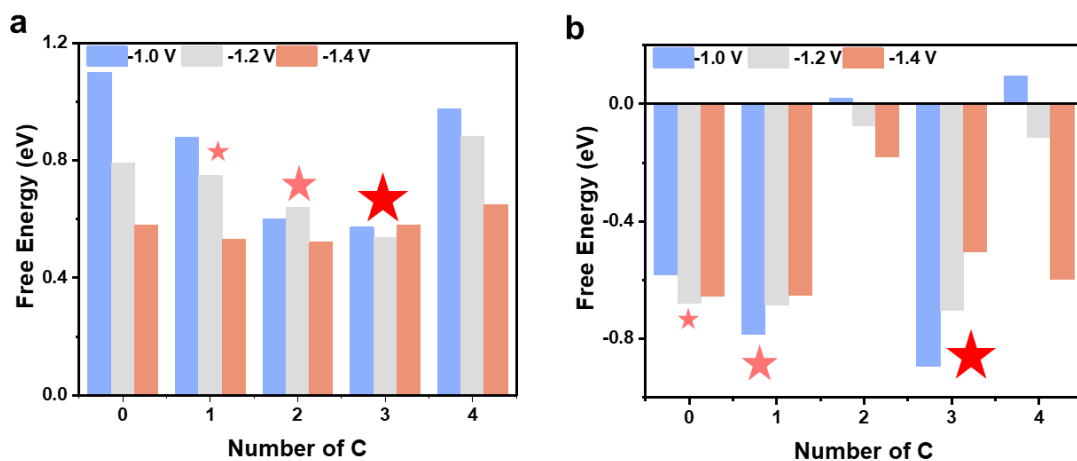 a
1.2
0.8
0.4
0.0
Free Energy (eV)
-1.0 V
-1.2 V
-1.4 V
0 1 2 3 4
Number of C
b
0.0
-0.4
-0.8
Free Energy (eV)
-1.0 V
-1.2 V
-1.4 V
0 1 2 3 4
Number of C